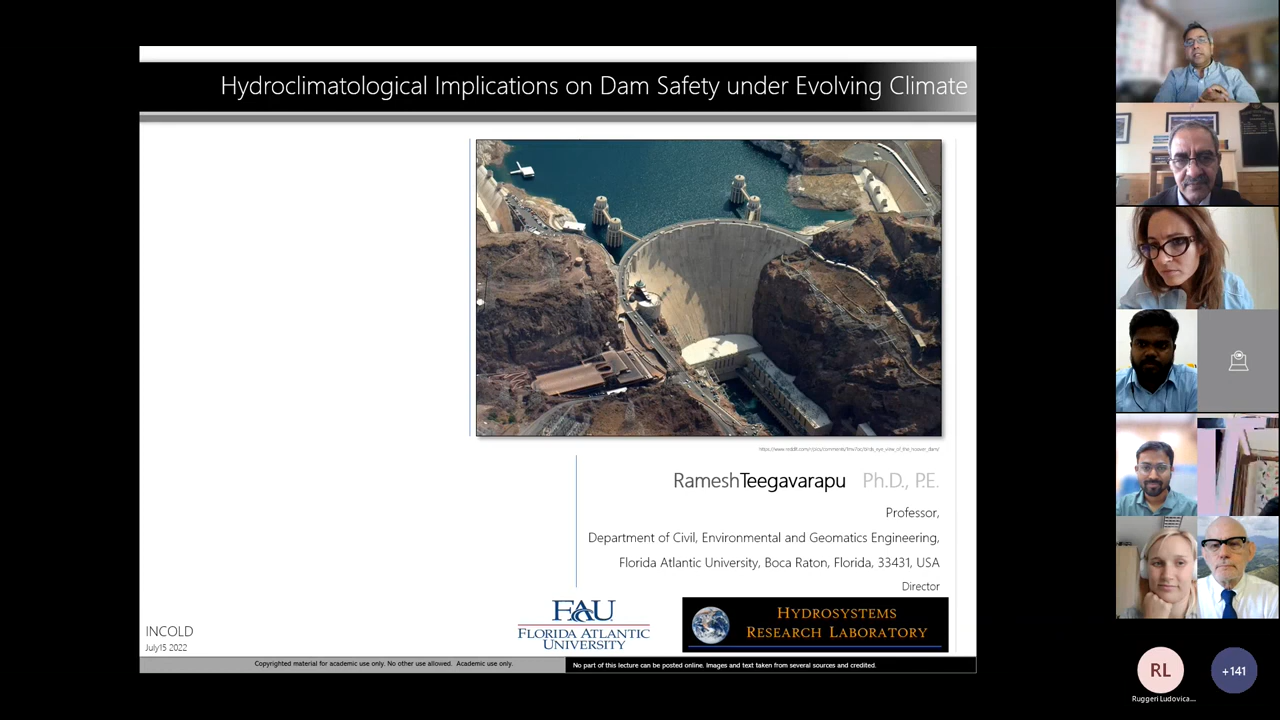 Hydroclimatological Implications on Dam Safety under Evolving Climate
RameshTeegavarapu Ph.D., P.E.
Professor,
Department of Civil, Environmental and Geomatics Engineering,
Florida Atlantic University, Boca Raton, Florida, 33431, USA
Director
FAU
FLORIDA ATLANTIC
UNIVERSITY
HYDROSYSTEMS
RESEARCH LABORATORY
INCOLD
July15 2022
Copyrighted material for academic use only. No other use allowed. Academic use only.
No part of this lecture can be posted online. Images and text taken from several sources and credited.
RL
+141
Ruggeri Ludovica...